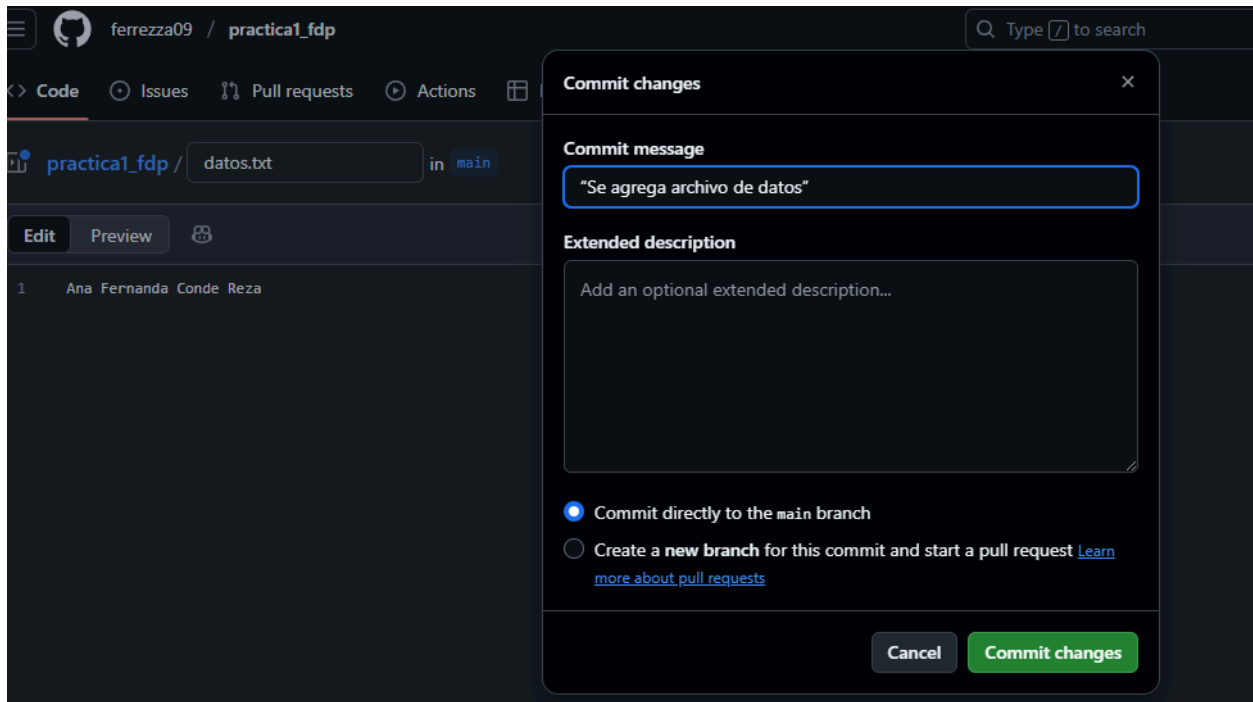 ferrezza09 / practica1_fdp
Type / to search
Code Issues Pull requests Actions
practica1_fdp / datos.txt in main
Edit Preview
1 Ana Fernanda Conde Reza
Commit changes
Commit message
“Se agrega archivo de datos”
Extended description
Add an optional extended description...
Commit directly to the main branch
Create a new branch for this commit and start a pull request Learn
more about pull requests
Cancel Commit changes